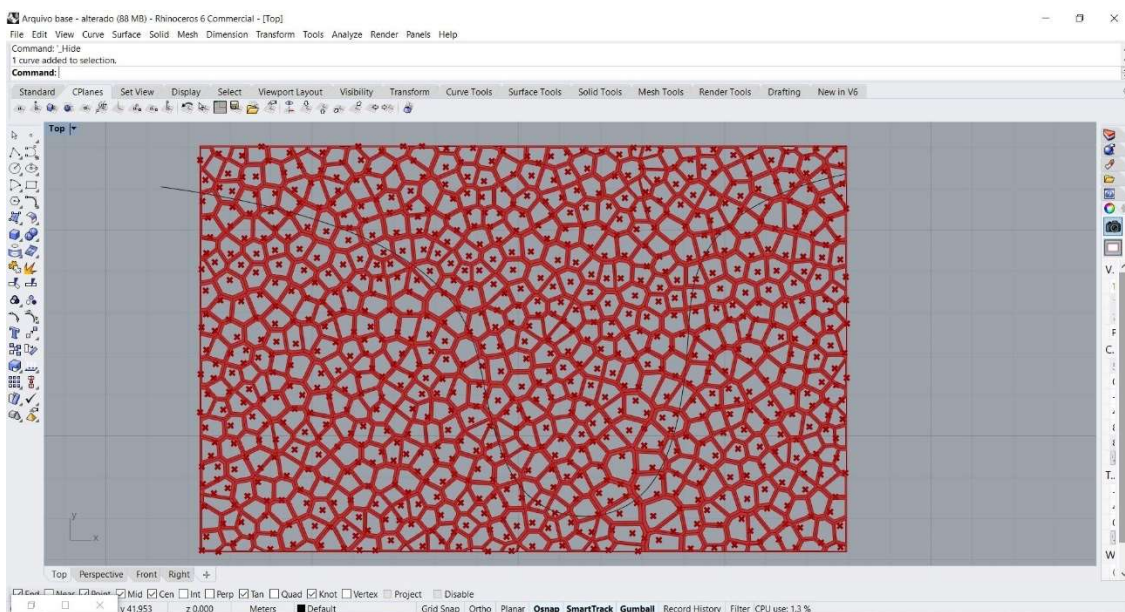 Arquivo base - alterado (88 MB) - Rhinoceros 6 Commercial - [Top]
File Edit View Curve Surface Solid Mesh Dimension Transform Tools Analyze Render Panels Help
Command: '_Hide
1 curve added to selection.
Command:
Standard CPlanes Set View Display Select Viewport Layout Visibility Transform Curve Tools Surface Tools Solid Tools Mesh Tools Render Tools Drafting New in V6
Top
V.
C.
T..
W
y
x
Top Perspective Front Right
End Near Point Mid Cen Int Perp Tan Quad Knot Vertex Project Disable
y 41.953 z 0.000 Meters Default Grid Snap Ortho Planar Osnap SmartTrack Gumball Record History Filter CPU use: 1.3 %